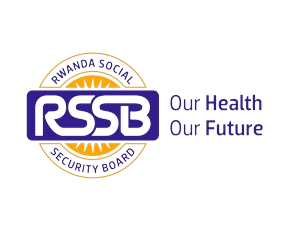 RWANDA SOCIAL
RSSB
SECURITY BOARD
Our Health
Our Future